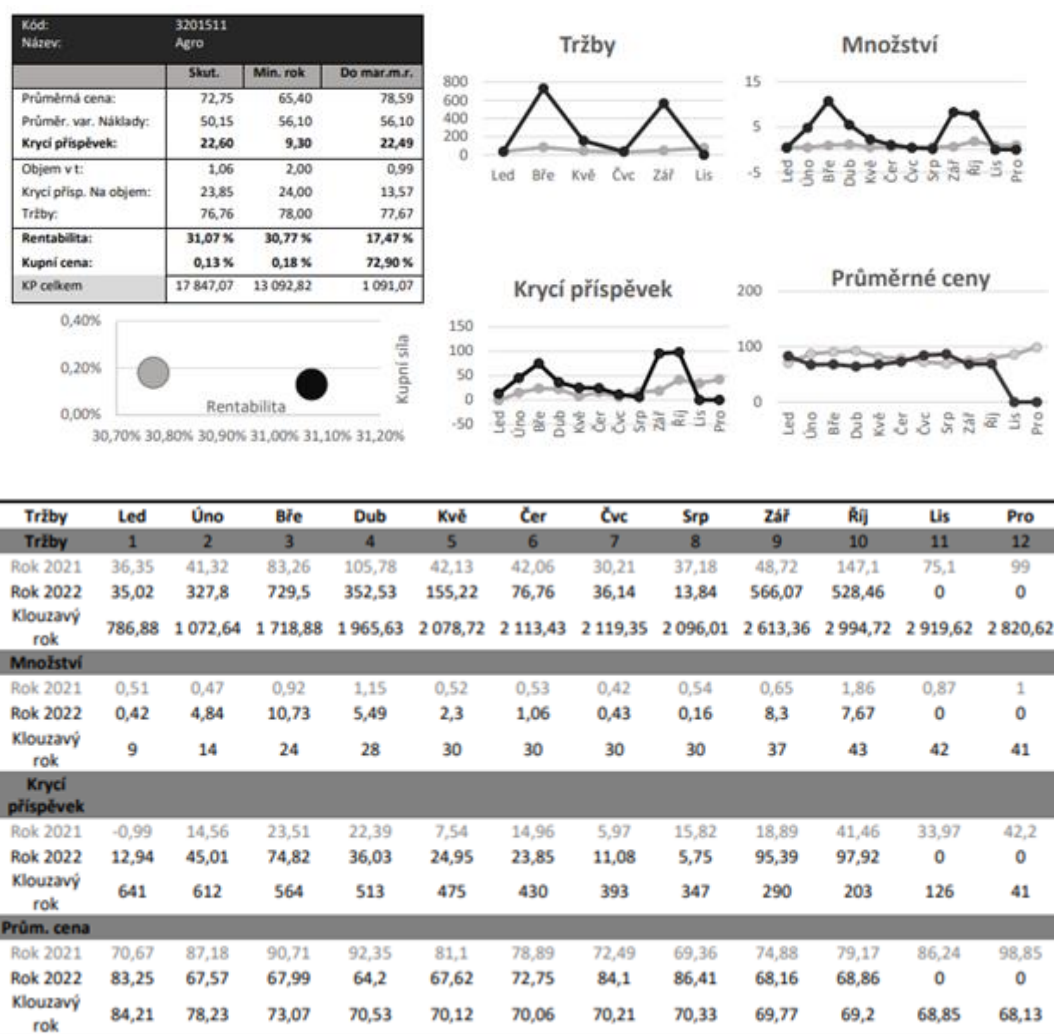 Kód: 3201511
Název: Agro
Skut. Min. rok Do mar.m.r.
Průměrná cena: 72,75 65,40 78,59
Průměr. var. Náklady: 50,15 56,10 56,10
Krycí příspěvek: 22,60 9,30 22,49
Objem v t: 1,06 2,00 0,99
Krycí přísp. Na objem: 23,85 24,00 13,57
Tržby: 76,76 78,00 77,67
Rentabilita: 31,07 % 30,77 % 17,47 %
Kupní cena: 0,13 % 0,18 % 72,90 %
KP celkem 17 847,07 13 092,82 1 091,07
Tržby
800
600
400
200
0
Led Bře Kvě Čvc Zář Lis
Množství
15
5
-5
Led Úno Bře Dub Kvě Čer Čvc Srp Zář Říj Lis Pro
0,40%
0,20%
0,00%
Rentabilita
Kupní síla
30,70% 30,80% 30,90% 31,00% 31,10% 31,20%
Krycí příspěvek
150
100
50
0
-50
Led Úno Bře Dub Kvě Čer Čvc Srp Zář Říj Lis Pro
Průměrné ceny
200
100
0
Led Úno Bře Dub Kvě Čer Čvc Srp Zář Říj Lis Pro
Tržby Led Úno Bře Dub Kvě Čer Čvc Srp Zář Říj Lis Pro
Tržby 1 2 3 4 5 6 7 8 9 10 11 12
Rok 2021 36,35 41,32 83,26 105,78 42,13 42,06 30,21 37,18 48,72 147,1 75,1 99
Rok 2022 35,02 327,8 729,5 352,53 155,22 76,76 36,14 13,84 566,07 528,46 0 0
Klouzavý
rok 786,88 1 072,64 1 718,88 1 965,63 2 078,72 2 113,43 2 119,35 2 096,01 2 613,36 2 994,72 2 919,62 2 820,62
Množství
Rok 2021 0,51 0,47 0,92 1,15 0,52 0,53 0,42 0,54 0,65 1,86 0,87 1
Rok 2022 0,42 4,84 10,73 5,49 2,3 1,06 0,43 0,16 8,3 7,67 0 0
Klouzavý
rok 9 14 24 28 30 30 30 30 37 43 42 41
Krycí
příspěvek
Rok 2021 -0,99 14,56 23,51 22,39 7,54 14,96 5,97 15,82 18,89 41,46 33,97 42,2
Rok 2022 12,94 45,01 74,82 36,03 24,95 23,85 11,08 5,75 95,39 97,92 0 0
Klouzavý
rok 641 612 564 513 475 430 393 347 290 203 126 41
Prům. cena
Rok 2021 70,67 87,18 90,71 92,35 81,1 78,89 72,49 69,36 74,88 79,17 86,24 98,85
Rok 2022 83,25 67,57 67,99 64,2 67,62 72,75 84,1 86,41 68,16 68,86 0 0
Klouzavý
rok 84,21 78,23 73,07 70,53 70,12 70,06 70,21 70,33 69,77 69,2 68,85 68,13